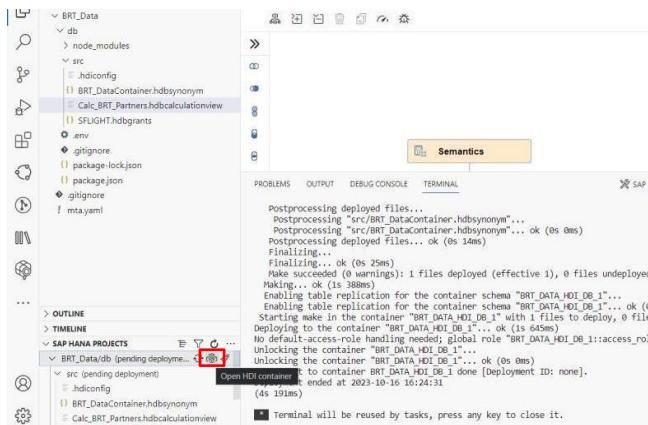 BRT_Data
db
node_modules
src
.hdiconfig
BRT_DataContainer.hdbsynonym
Calc_BRT_Partners.hdbcalculationview
SFLIGHT.hdbgrants
.env
.gitignore
package-lock.json
package.json
.gitignore
mta.yaml
OUTLINE
TIMELINE
SAP HANA PROJECTS
BRT_Data/db (pending deployme...
src (pending deployment)
.hdiconfig
BRT_DataContainer.hdbsynonym
Calc_BRT_Partners.hdbcalculationview
Open HDI container
Semantics
PROBLEMS OUTPUT DEBUG CONSOLE TERMINAL SAP
Postprocessing deployed files...
Postprocessing "src/BRT_DataContainer.hdbsynonym"...
Postprocessing "src/BRT_DataContainer.hdbsynonym"... ok (0s 0ms)
Postprocessing deployed files... ok (0s 14ms)
Finalizing...
Finalizing... ok (0s 25ms)
Make succeeded (0 warnings): 1 files deployed (effective 1), 0 files undeploye
Making... ok (1s 388ms)
Enabling table replication for the container schema "BRT_DATA_HDI_DB_1"...
Enabling table replication for the container schema "BRT_DATA_HDI_DB_1"... ok (
Starting make in the container "BRT_DATA_HDI_DB_1" with 1 files to deploy, 0 file
Deploying to the container "BRT_DATA_HDI_DB_1"... ok (1s 645ms)
No default-access-role handling needed; global role "BRT_DATA_HDI_DB_1::access_rol
Unlocking the container "BRT_DATA_HDI_DB_1"...
Unlocking the container "BRT_DATA_HDI_DB_1"... ok (0s 0ms)
t to container BRT_DATA_HDI_DB_1 done [Deployment ID: none].
ent ended at 2023-10-16 16:24:31
(4s 191ms)
* Terminal will be reused by tasks, press any key to close it.